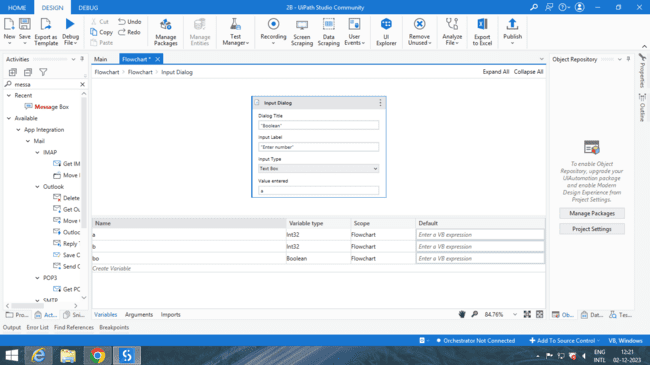 HOME DESIGN DEBUG 2B - UiPath Studio Community
New Save Export as Template Debug File Cut Copy Paste Undo Redo Manage Packages Manage Entities Test Manager Recording Screen Scraping Data Scraping User Events UI Explorer Remove Unused Analyze File Export to Excel Publish
Activities
messa
Recent
Message Box
Available
App Integration
Mail
IMAP
Get IM
Move
Outlook
Delete
Get Ou
Move
Outloo
Reply
Save O
Send O
POP3
Get PO
SMTP
Pro... Act... Sni...
Main Flowchart *
Flowchart > Flowchart > Input Dialog Expand All Collapse All
Input Dialog
Dialog Title
"Boolean"
Input Label
"Enter number"
Input Type
Text Box
Value entered
a
Name Variable type Scope Default
a Int32 Flowchart Enter a VB expression
b Int32 Flowchart Enter a VB expression
bo Boolean Flowchart Enter a VB expression
Create Variable
Variables Arguments Imports 84.76%
Object Repository
To enable Object
Repository, upgrade your
UIAutomation package
and enable Modern
Design Experience from
Project Settings.
Manage Packages
Project Settings
Ob... Dat... Tes...
Properties
Outline
Output Error List Find References Breakpoints
Orchestrator Not Connected Add To Source Control VB, Windows
ENG
INTL
12:21
02-12-2023